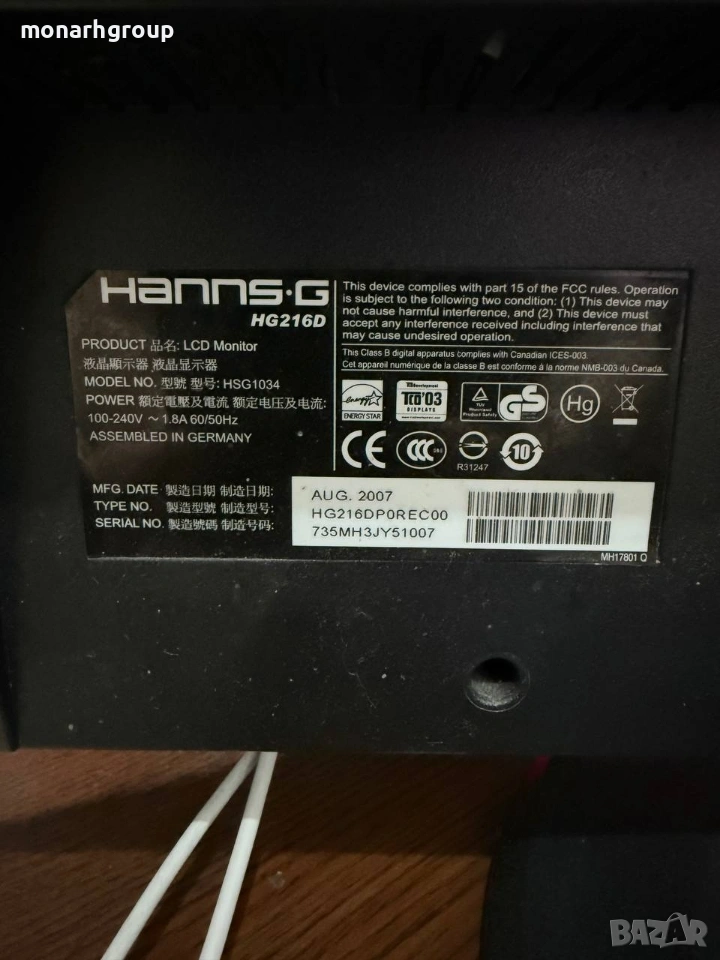 monarhgroup
HANNS·G
HG216D
PRODUCT 品名: LCD Monitor
液晶顯示器 液晶显示器
MODEL NO. 型號 型号: HSG1034
POWER 額定電壓及電流 额定电压及电流:
100-240V ~ 1.8A 60/50Hz
ASSEMBLED IN GERMANY
This device complies with part 15 of the FCC rules. Operation
is subject to the following two condition: (1) This device may
not cause harmful interference, and (2) This device must
accept any interference received including interference
that may cause undesired operation.
This Class B digital apparatus complies with Canadian ICES-003.
Cet appareil numérique de la classe B est conforme à la norme NMB-003 du Canada.
energy
ENERGY STAR
TCO'03
DISPLAYS
TUV
Product Safety
GS
Hg
CE
CCC
R31247
10
MFG. DATE 製造日期 制造日期:
TYPE NO. 製造型號 制造型号:
SERIAL NO. 製造號碼 制造号码:
AUG. 2007
HG216DP0REC00
735MH3JY51007
MH17801 Q
BAZAR